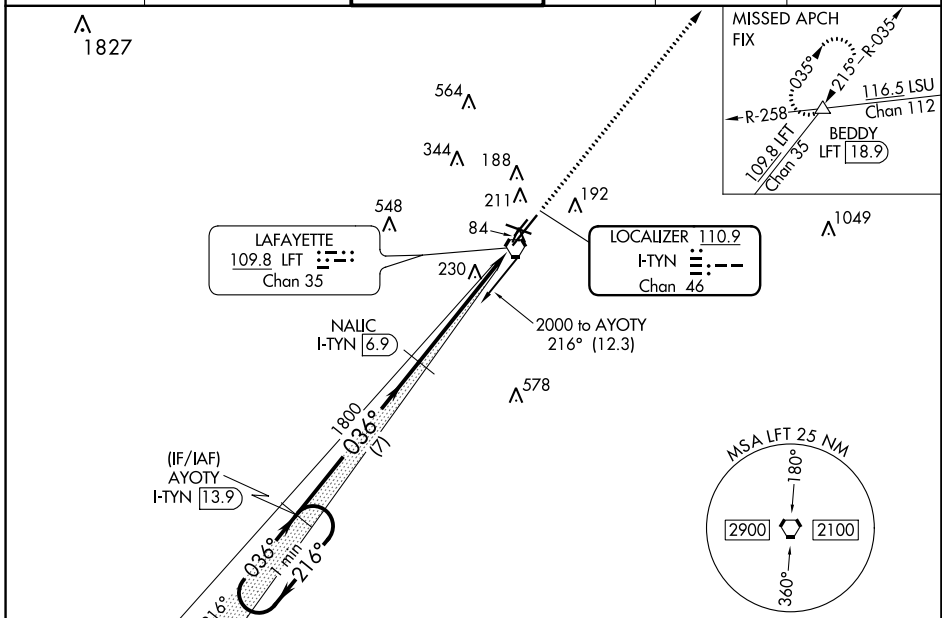 1827
MISSED APCH
FIX
035°
215°
R-035
116.5 LSU
Chan 112
R-258
BEDDY
LFT 18.9
109.8 LFT
Chan 35
564
344
188
211
192
548
84
1049
LAFAYETTE
109.8 LFT
Chan 35
LOCALIZER 110.9
I-TYN
Chan 46
230
NALIC
I-TYN 6.9
2000 to AYOTY
216° (12.3)
578
1800
036°
(7)
(IF/IAF)
AYOTY
I-TYN 13.9
036°
1 min
216°
216°
MSA LFT 25 NM
180°
2900
2100
360°